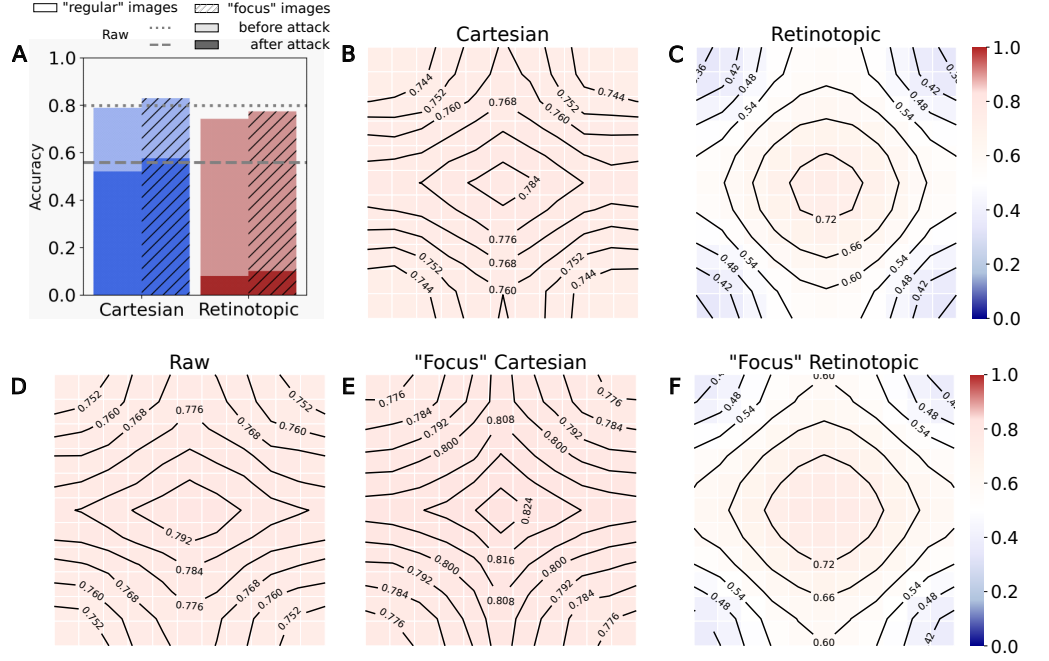 "regular" images "focus" images
Raw before attack
after attack
A B Cartesian C Retinotopic
1.0
0.8
0.6
0.4
0.2
0.0
Accuracy
Cartesian Retinotopic
0.744 0.752 0.760 0.768 0.752 0.744 0.760
0.784
0.776
0.752 0.768 0.752
0.744 0.760 0.744
0.42 0.48 0.54 0.42 0.48 0.54
0.72
0.66
0.54 0.60 0.54
0.48 0.48
0.42 0.42
1.0
0.8
0.6
0.4
0.2
0.0
D Raw E "Focus" Cartesian F "Focus" Retinotopic
0.752 0.760 0.768 0.776 0.768 0.752 0.760
0.792
0.784
0.760 0.768 0.776 0.768 0.760
0.752 0.752
0.776 0.784 0.792 0.800 0.808 0.800 0.792 0.776 0.784
0.824
0.816
0.800 0.800
0.792 0.792
0.784 0.808 0.784
0.776 0.776
0.60
0.48 0.54 0.48 0.54
0.72
0.66
0.54 0.54
0.48
0.60
1.0
0.8
0.6
0.4
0.2
0.0